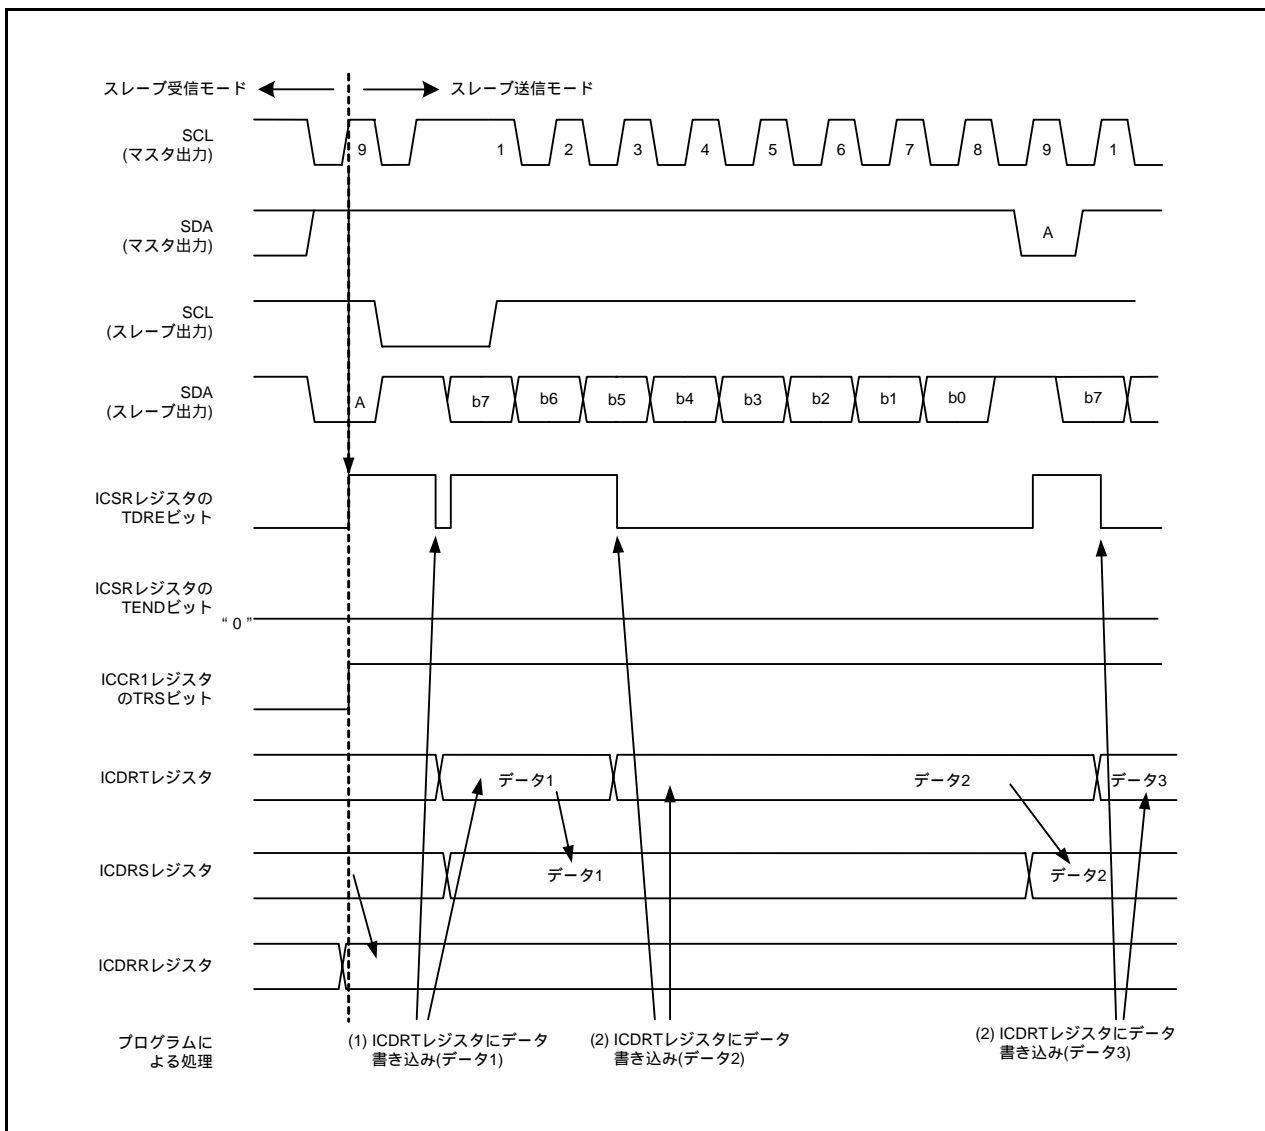 スレーブ受信モード
スレーブ送信モード
SCL
(マスタ出力)
9 1 2 3 4 5 6 7 8 9 1
SDA
(マスタ出力)
A
SCL
(スレーブ出力)
SDA
(スレーブ出力)
A b7 b6 b5 b4 b3 b2 b1 b0 b7
ICSRレジスタの
TDREビット
ICSRレジスタの
TENDビット
“ 0 ”
ICCR1レジスタ
のTRSビット
ICDRTレジスタ
データ1 データ2 データ3
ICDRSレジスタ
データ1 データ2
ICDRRレジスタ
プログラムに
よる処理
(1) ICDRTレジスタにデータ
書き込み(データ1)
(2) ICDRTレジスタにデータ
書き込み(データ2)
(2) ICDRTレジスタにデータ
書き込み(データ3)